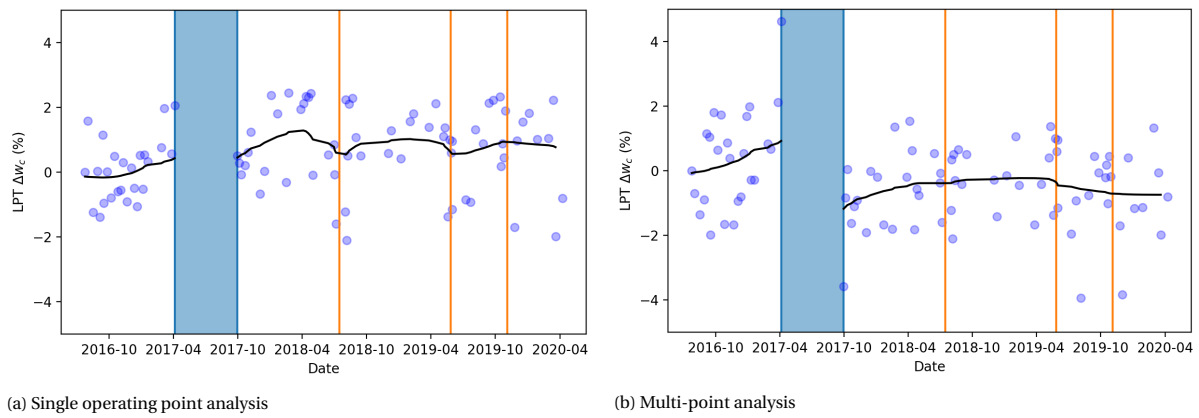 4
2
0
−2
−4
LPT Δw_c (%)
2016-10 2017-04 2017-10 2018-04 2018-10 2019-04 2019-10 2020-04
Date
(a) Single operating point analysis
4
2
0
−2
−4
LPT Δw_c (%)
2016-10 2017-04 2017-10 2018-04 2018-10 2019-04 2019-10 2020-04
Date
(b) Multi-point analysis